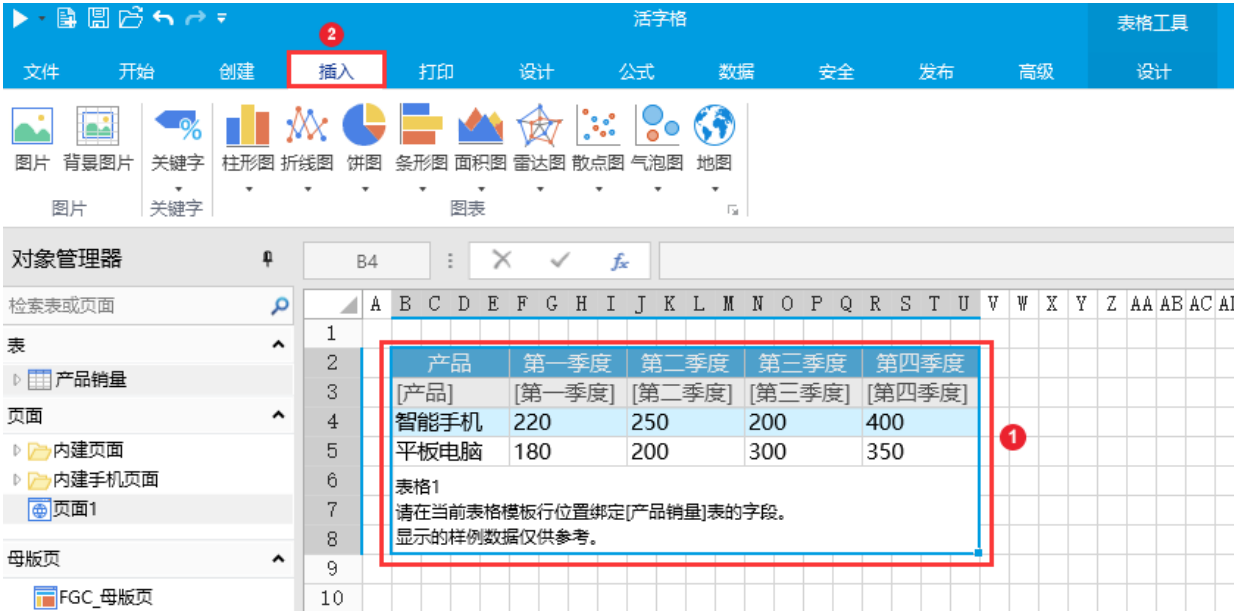 活字格
表格工具
2
文件 开始 创建 插入 打印 设计 公式 数据 安全 发布 高级 设计
图片 背景图片 关键字 柱形图 折线图 饼图 条形图 面积图 雷达图 散点图 气泡图 地图
图片 关键字 图表
对象管理器
B4
fx
检索表或页面
A B C D E F G H I J K L M N O P Q R S T U V W X Y Z AA AB AC
表
产品销量
页面
内建页面
内建手机页面
页面1
母版页
FGC_母版页
1
2 产品 第一季度 第二季度 第三季度 第四季度
3 [产品] [第一季度] [第二季度] [第三季度] [第四季度]
4 智能手机 220 250 200 400
5 平板电脑 180 200 300 350
1
6 表格1
7 请在当前表格模板行位置绑定[产品销量]表的字段。
8 显示的样例数据仅供参考。
9
10